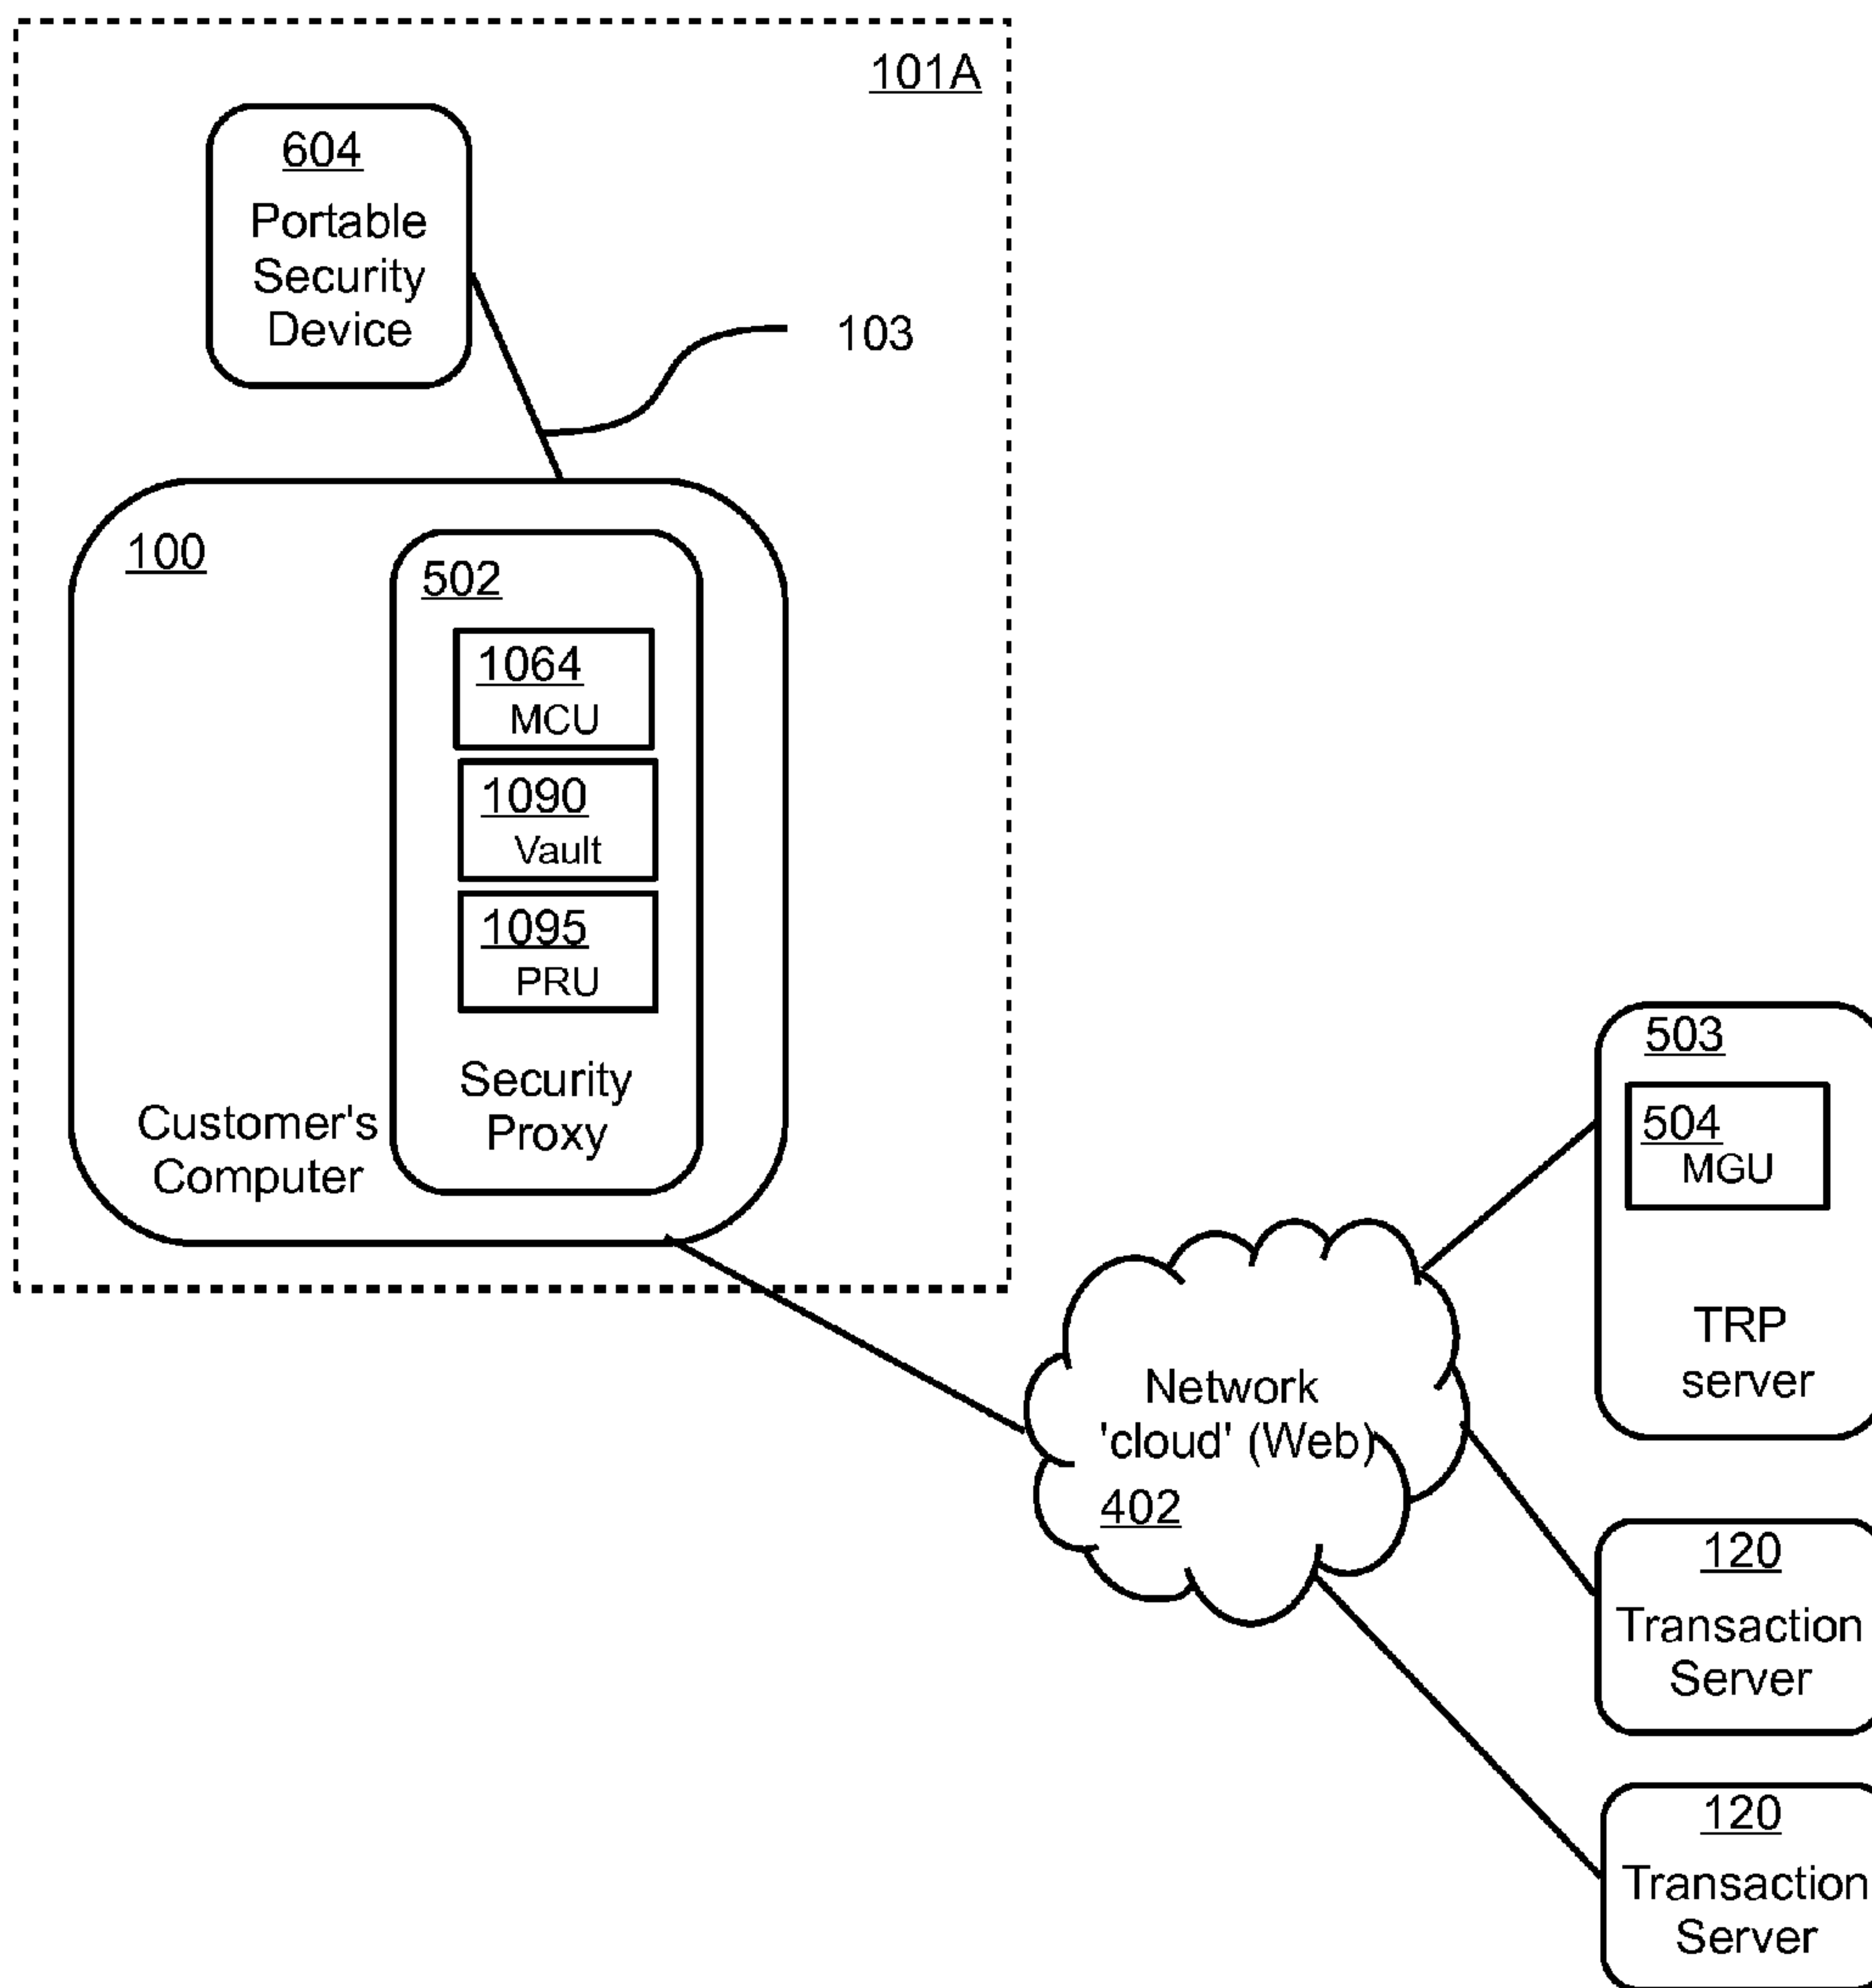 101A
604
Portable
Security
Device
103
100
502
1064
MCU
1090
Vault
1095
PRU
Security
Proxy
Customer's
Computer
503
504
MGU
TRP
server
Network
'cloud' (Web)
402
120
Transaction
Server
120
Transaction
Server